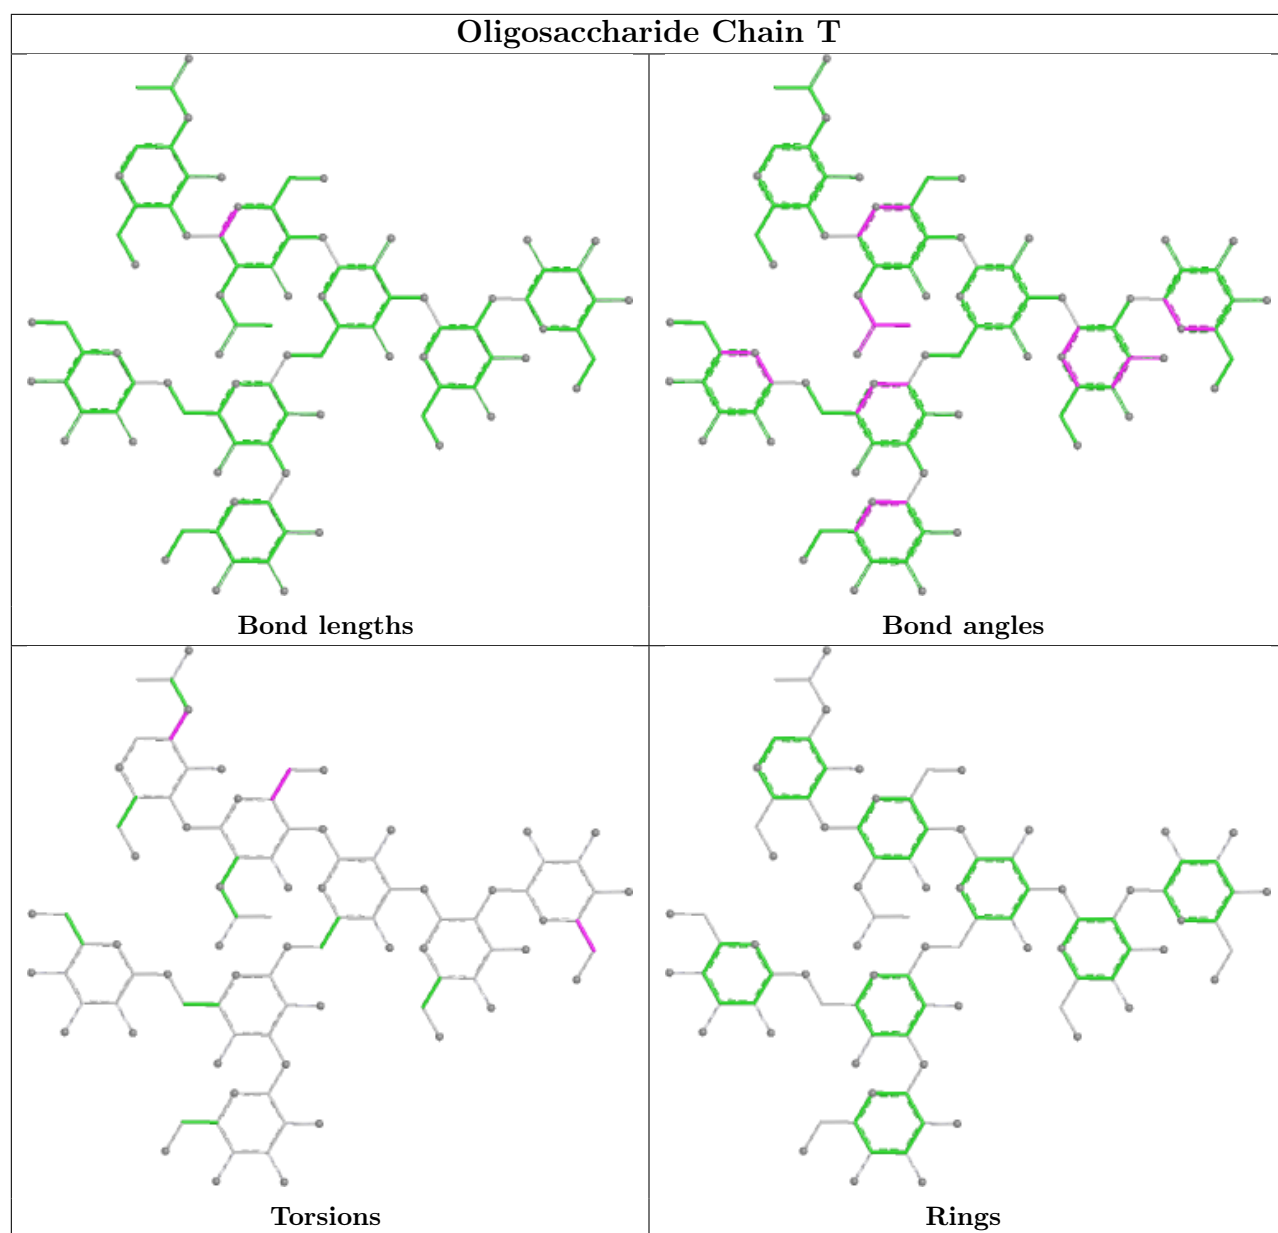 Oligosaccharide Chain T
Bond lengths
Bond angles
Torsions
Rings